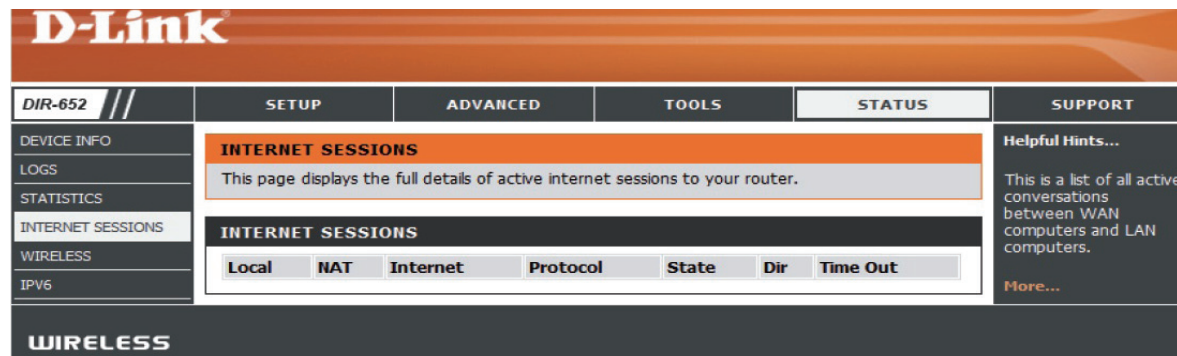 D-Link
DIR-652
SETUP
ADVANCED
TOOLS
STATUS
SUPPORT
DEVICE INFO
LOGS
STATISTICS
INTERNET SESSIONS
WIRELESS
IPV6
INTERNET SESSIONS
This page displays the full details of active internet sessions to your router.
INTERNET SESSIONS
Local NAT Internet Protocol State Dir Time Out
Helpful Hints...
This is a list of all active
conversations
between WAN
computers and LAN
computers.
More...
WIRELESS